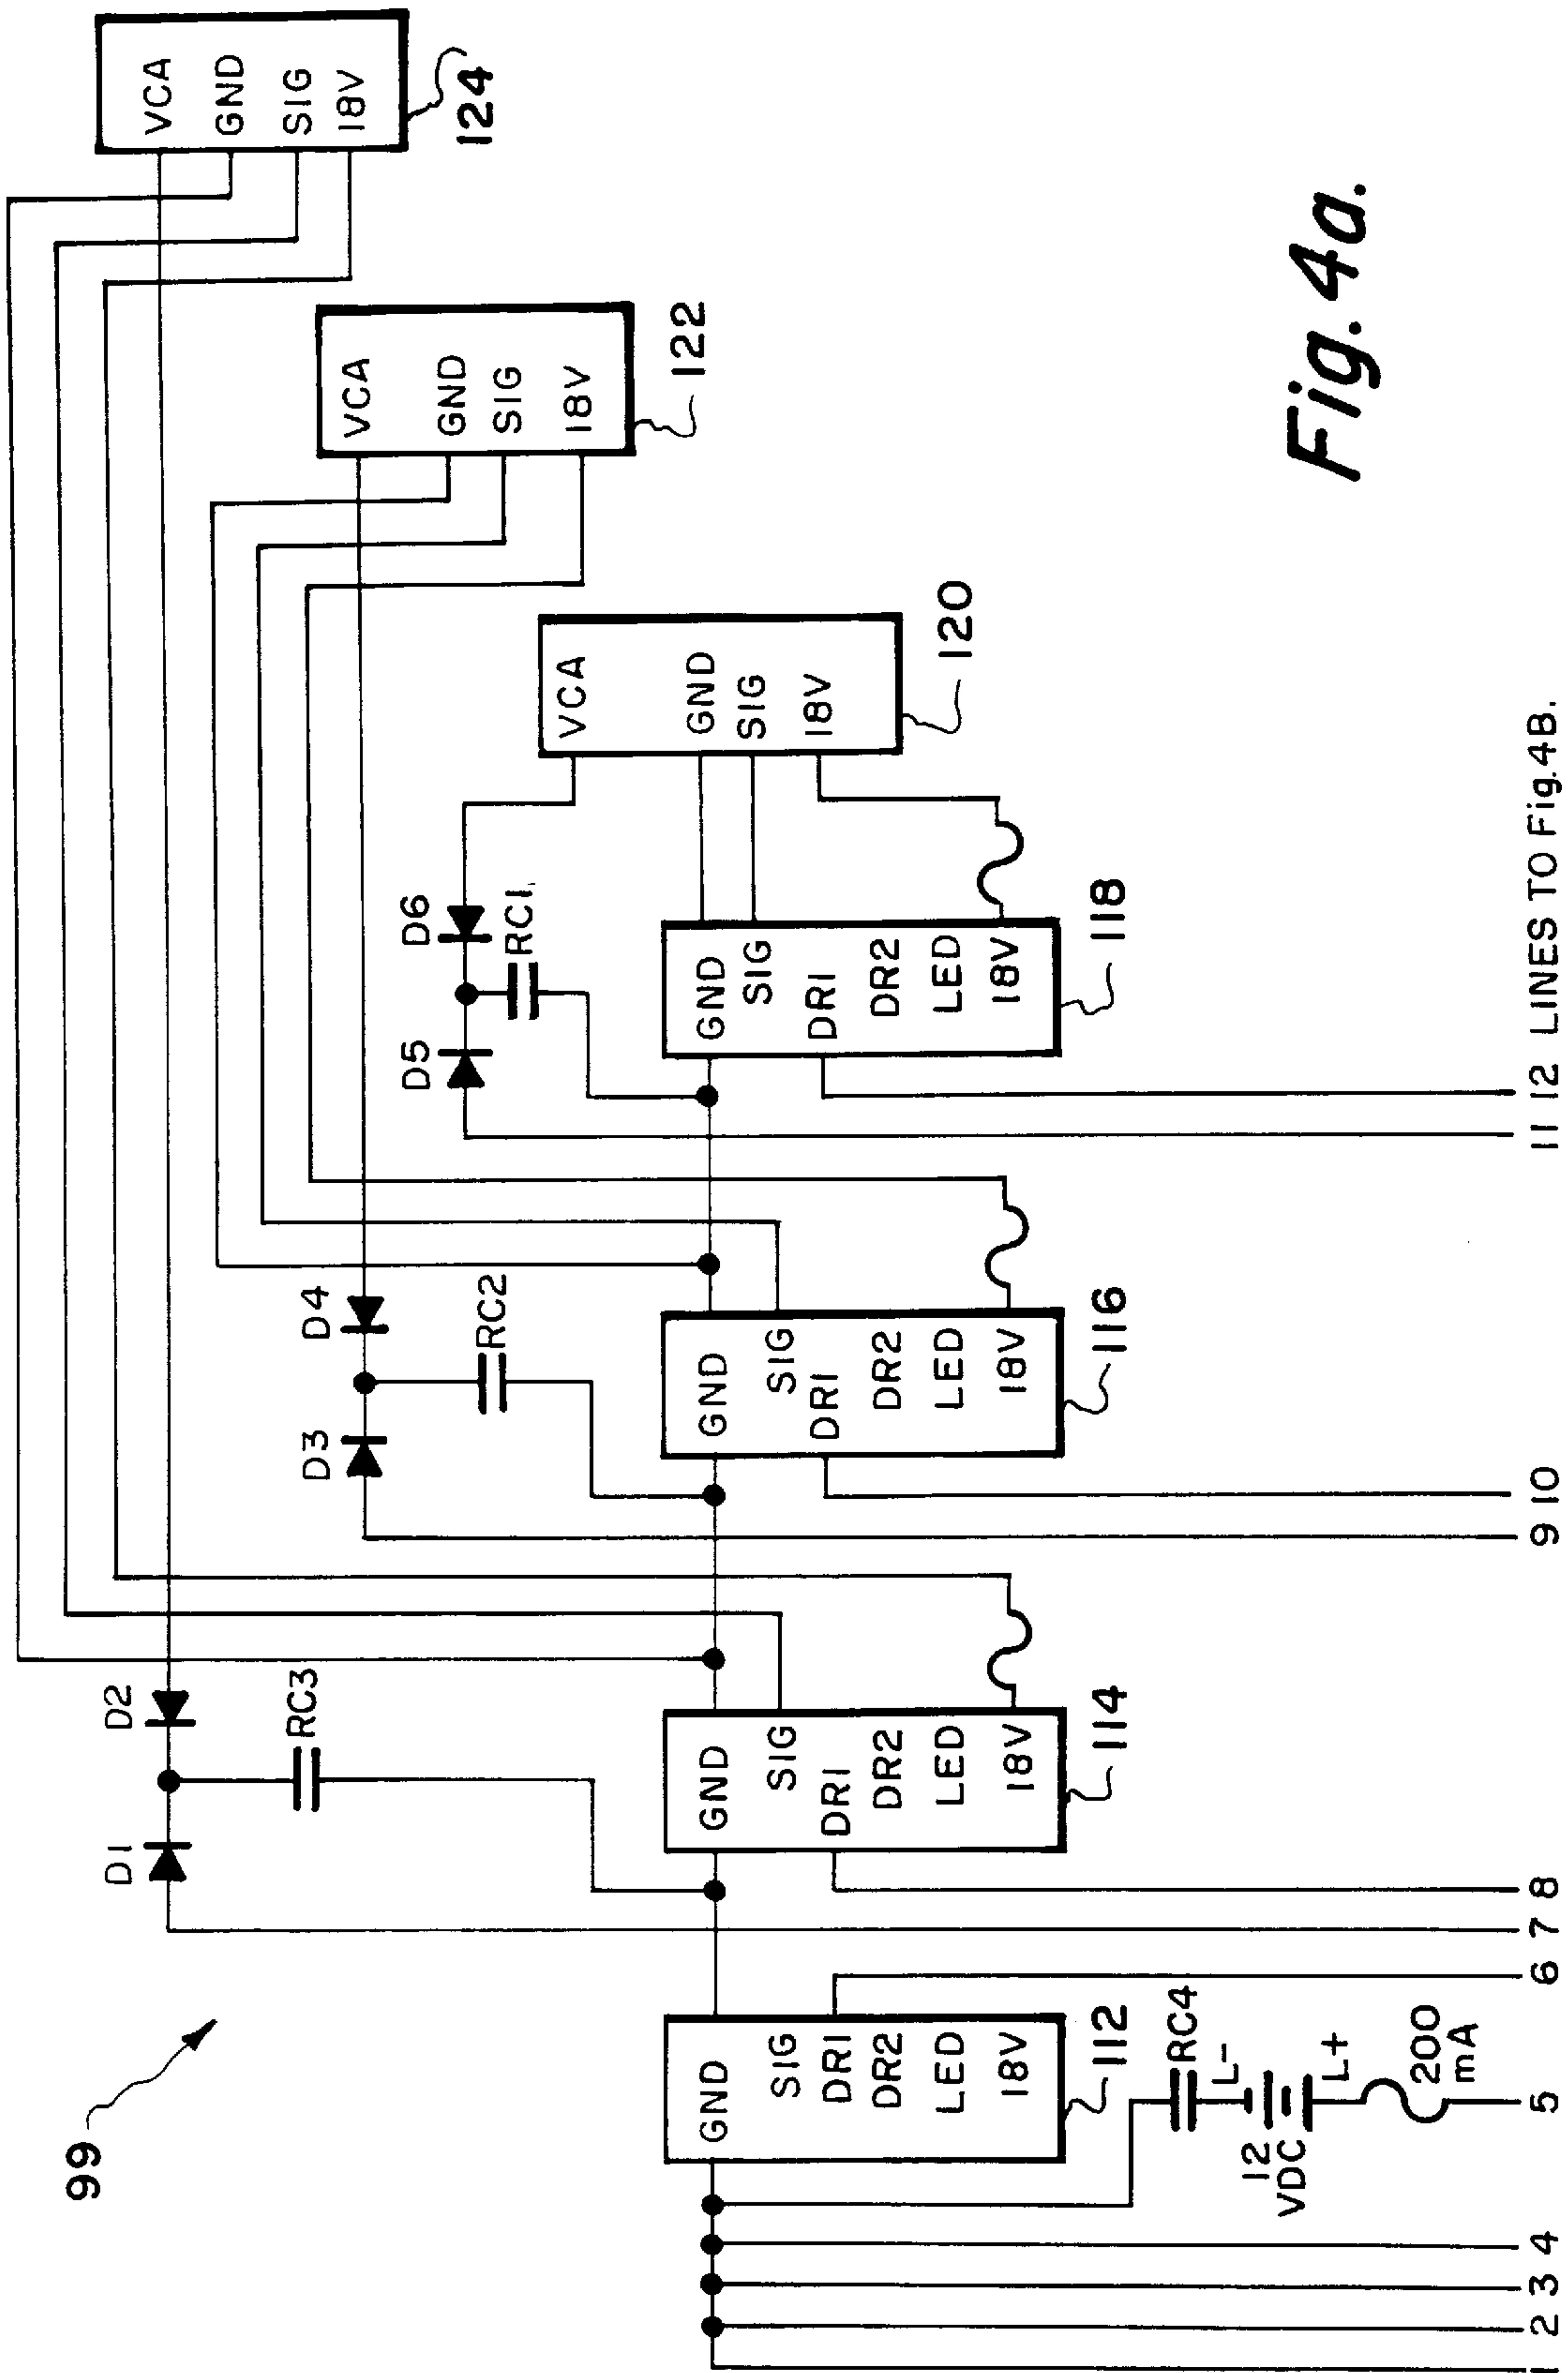 99
VCA
GND
SIG
18V
124
D1
D2
RC3
VCA
GND
SIG
18V
122
D3
D4
RC2
VCA
GND
SIG
18V
120
D5
D6
RC1
GND
SIG
DR1
DR2
LED
18V
112
GND
SIG
DR1
DR2
LED
18V
114
GND
SIG
DR1
DR2
LED
18V
116
GND
SIG
DR1
DR2
LED
18V
118
RC4
L-
12
VDC
L+
200
mA
Fig. 4a.
1 2 3 4 5 6 7 8 9 10 11 12 LINES TO Fig.4B.